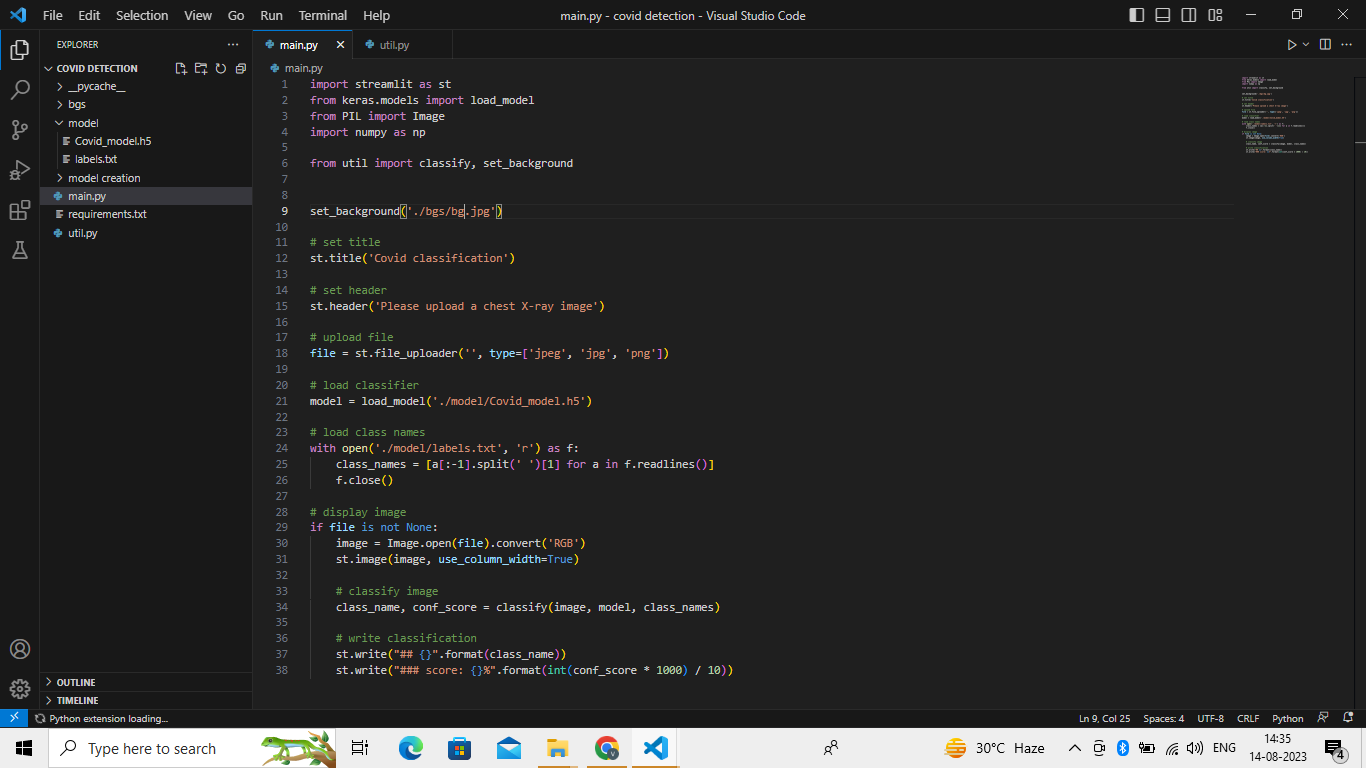 File Edit Selection View Go Run Terminal Help
main.py - covid detection - Visual Studio Code
EXPLORER
COVID DETECTION
__pycache__
bgs
model
Covid_model.h5
labels.txt
model creation
main.py
requirements.txt
util.py
OUTLINE
TIMELINE
main.py
util.py
main.py
1 import streamlit as st
2 from keras.models import load_model
3 from PIL import Image
4 import numpy as np
5
6 from util import classify, set_background
7
8
9 set_background('./bgs/bg.jpg')
10
11 # set title
12 st.title('Covid classification')
13
14 # set header
15 st.header('Please upload a chest X-ray image')
16
17 # upload file
18 file = st.file_uploader('', type=['jpeg', 'jpg', 'png'])
19
20 # load classifier
21 model = load_model('./model/Covid_model.h5')
22
23 # load class names
24 with open('./model/labels.txt', 'r') as f:
25     class_names = [a[:-1].split(' ')[1] for a in f.readlines()]
26     f.close()
27
28 # display image
29 if file is not None:
30     image = Image.open(file).convert('RGB')
31     st.image(image, use_column_width=True)
32
33     # classify image
34     class_name, conf_score = classify(image, model, class_names)
35
36     # write classification
37     st.write("## {}".format(class_name))
38     st.write("### score: {}%".format(int(conf_score * 1000) / 10))
Python extension loading...
Ln 9, Col 25 Spaces: 4 UTF-8 CRLF Python
Type here to search
30°C Haze
ENG
14:35
14-08-2023
4